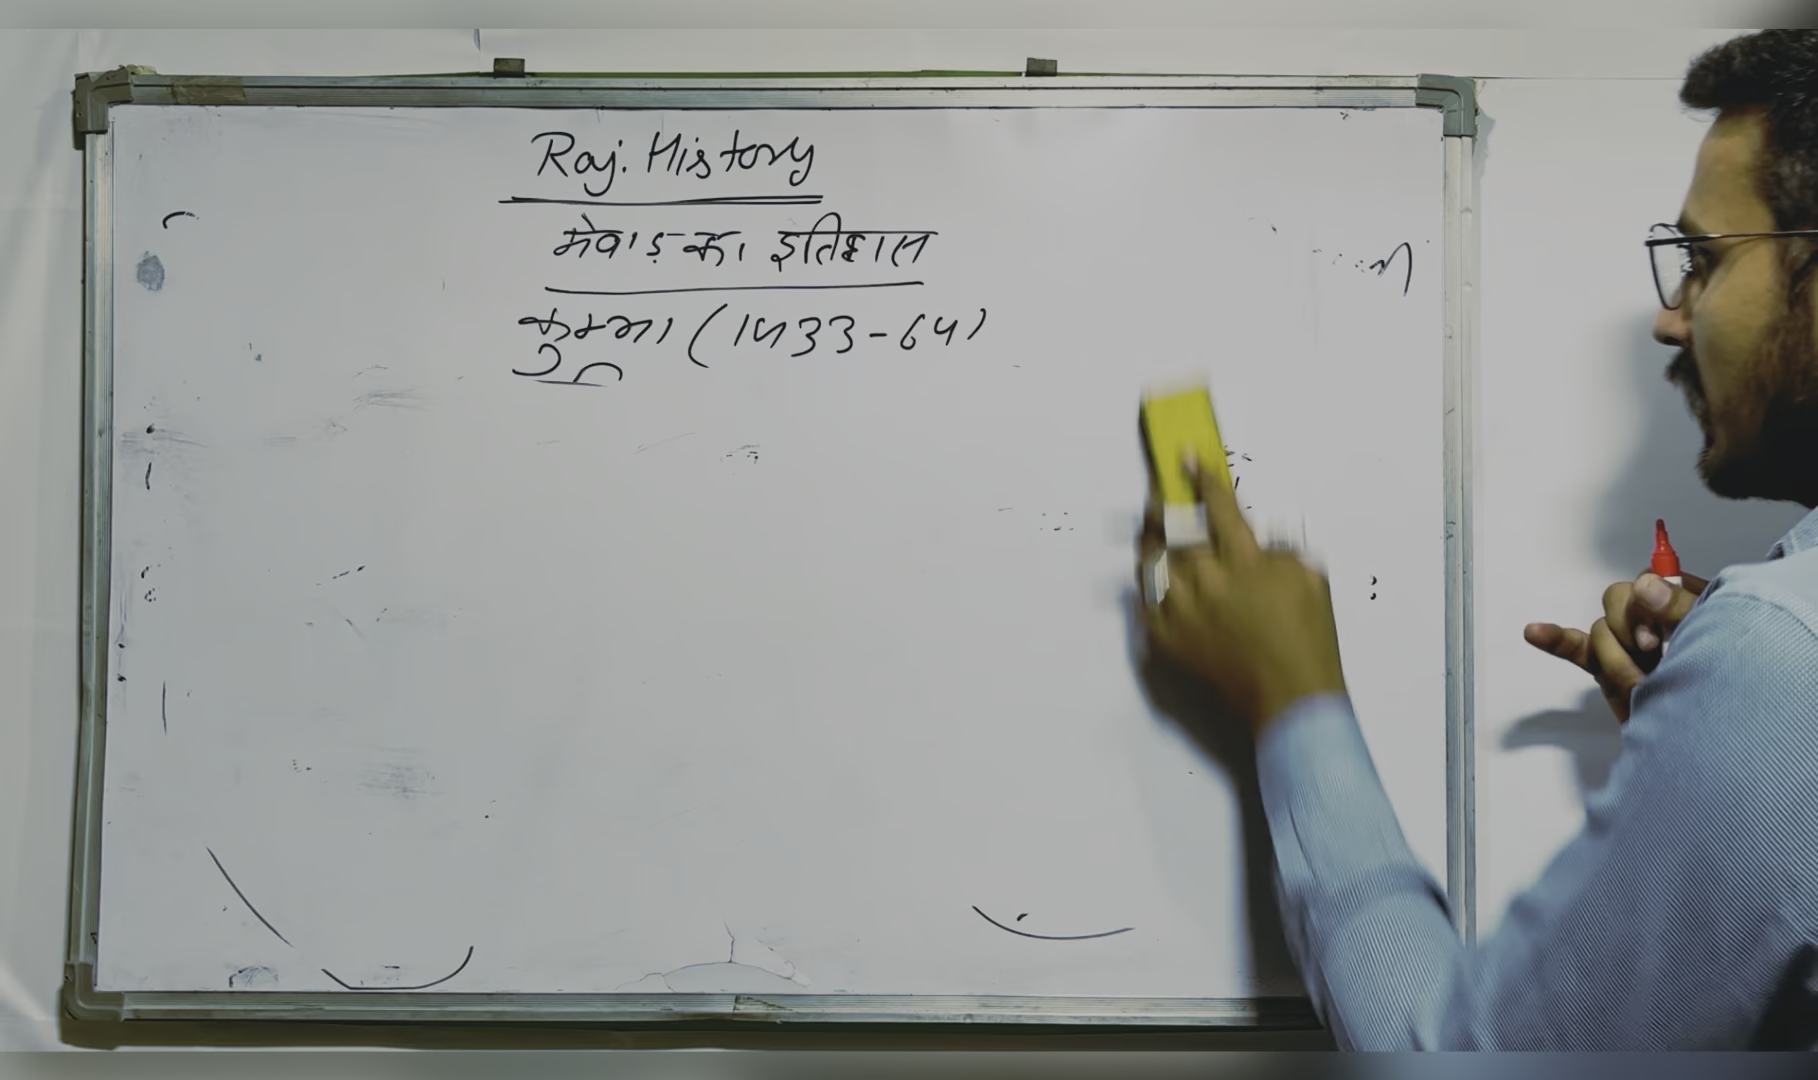 Raj. History
मेवाड़ का इतिहास
कुम्भा (1433-64)